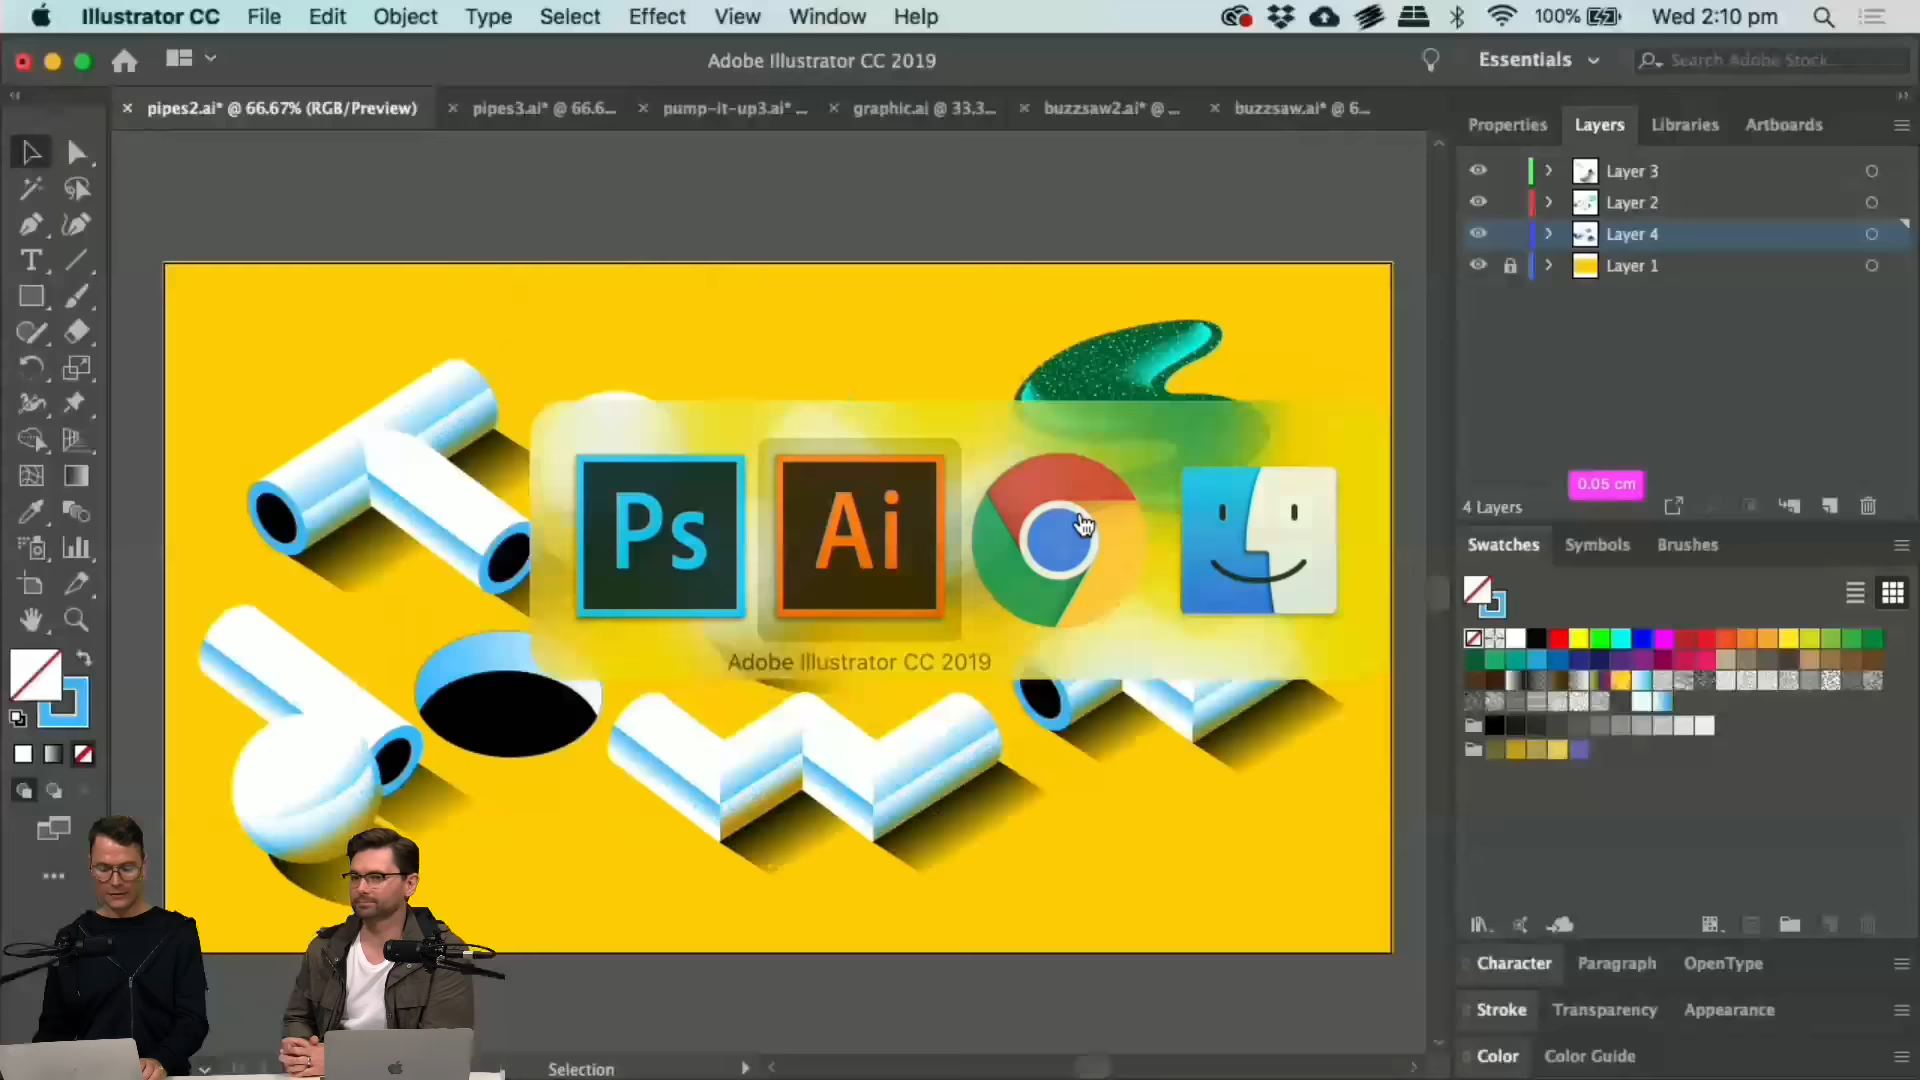 Illustrator CC File Edit Object Type Select Effect View Window Help 100% Wed 2:10 pm
Adobe Illustrator CC 2019 Essentials Search Adobe Stock...
pipes2.ai* @ 66.67% (RGB/Preview) pipes3.ai* @ 66.6... pump-it-up3.ai* ... graphic.ai @ 33.3... buzzsaw2.ai* @ ... buzzsaw.ai* @ 6...
Properties Layers Libraries Artboards
Layer 3
Layer 2
Layer 4
Layer 1
0.05 cm
4 Layers
Swatches Symbols Brushes
Ps Ai
Adobe Illustrator CC 2019
Character Paragraph OpenType
Stroke Transparency Appearance
Color Color Guide
Selection